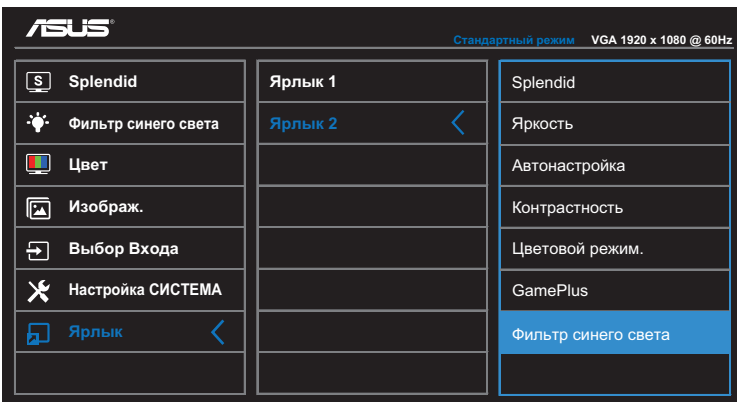 ASUS
Стандартный режим VGA 1920 x 1080 @ 60Hz
S Splendid
Фильтр синего света
Цвет
Изображ.
Выбор Входа
Настройка СИСТЕМА
Ярлык
Ярлык 1
Ярлык 2
Splendid
Яркость
Автонастройка
Контрастность
Цветовой режим.
GamePlus
Фильтр синего света